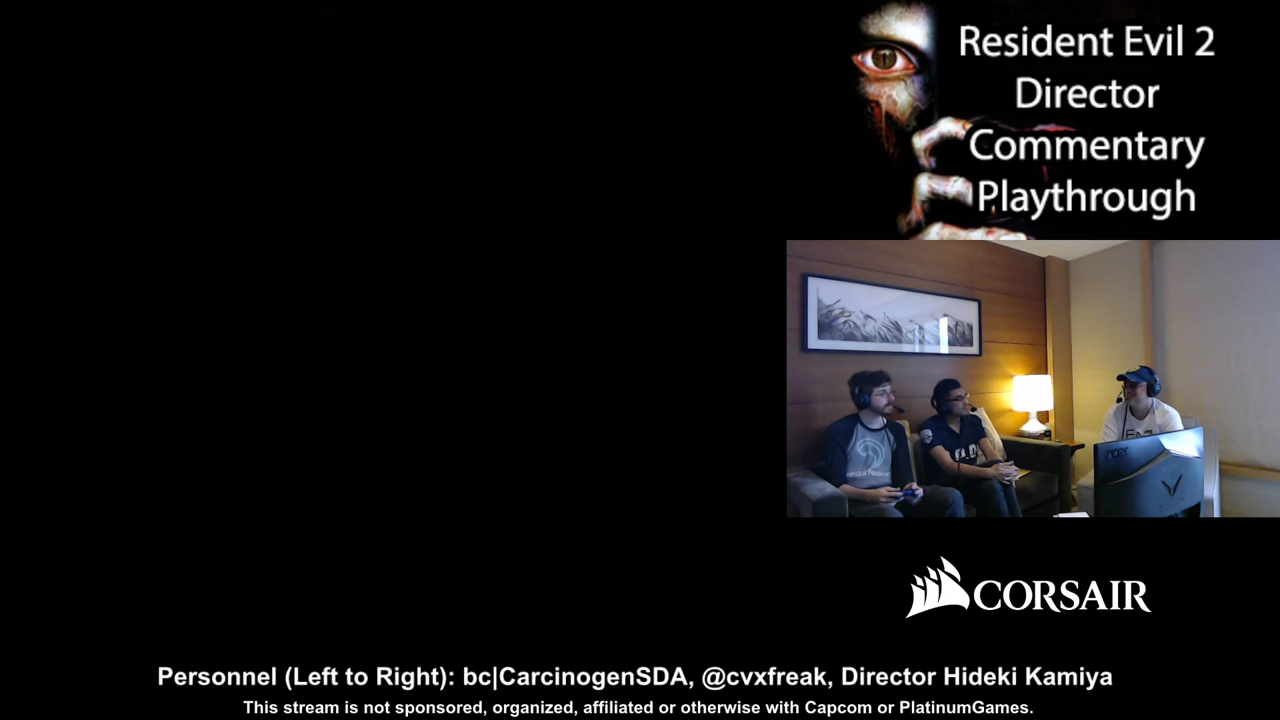 Resident Evil 2
Director
Commentary
Playthrough
acer
CORSAIR
Personnel (Left to Right): bc|CarcinogenSDA, @cvxfreak, Director Hideki Kamiya
This stream is not sponsored, organized, affiliated or otherwise with Capcom or PlatinumGames.